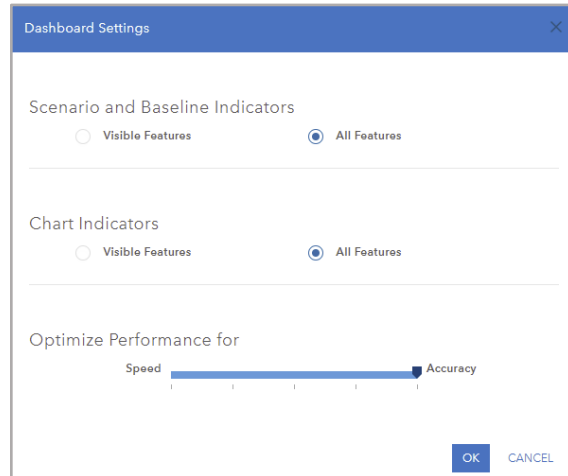 Dashboard Settings
Scenario and Baseline Indicators
Visible Features All Features
Chart Indicators
Visible Features All Features
Optimize Performance for
Speed Accuracy
OK CANCEL